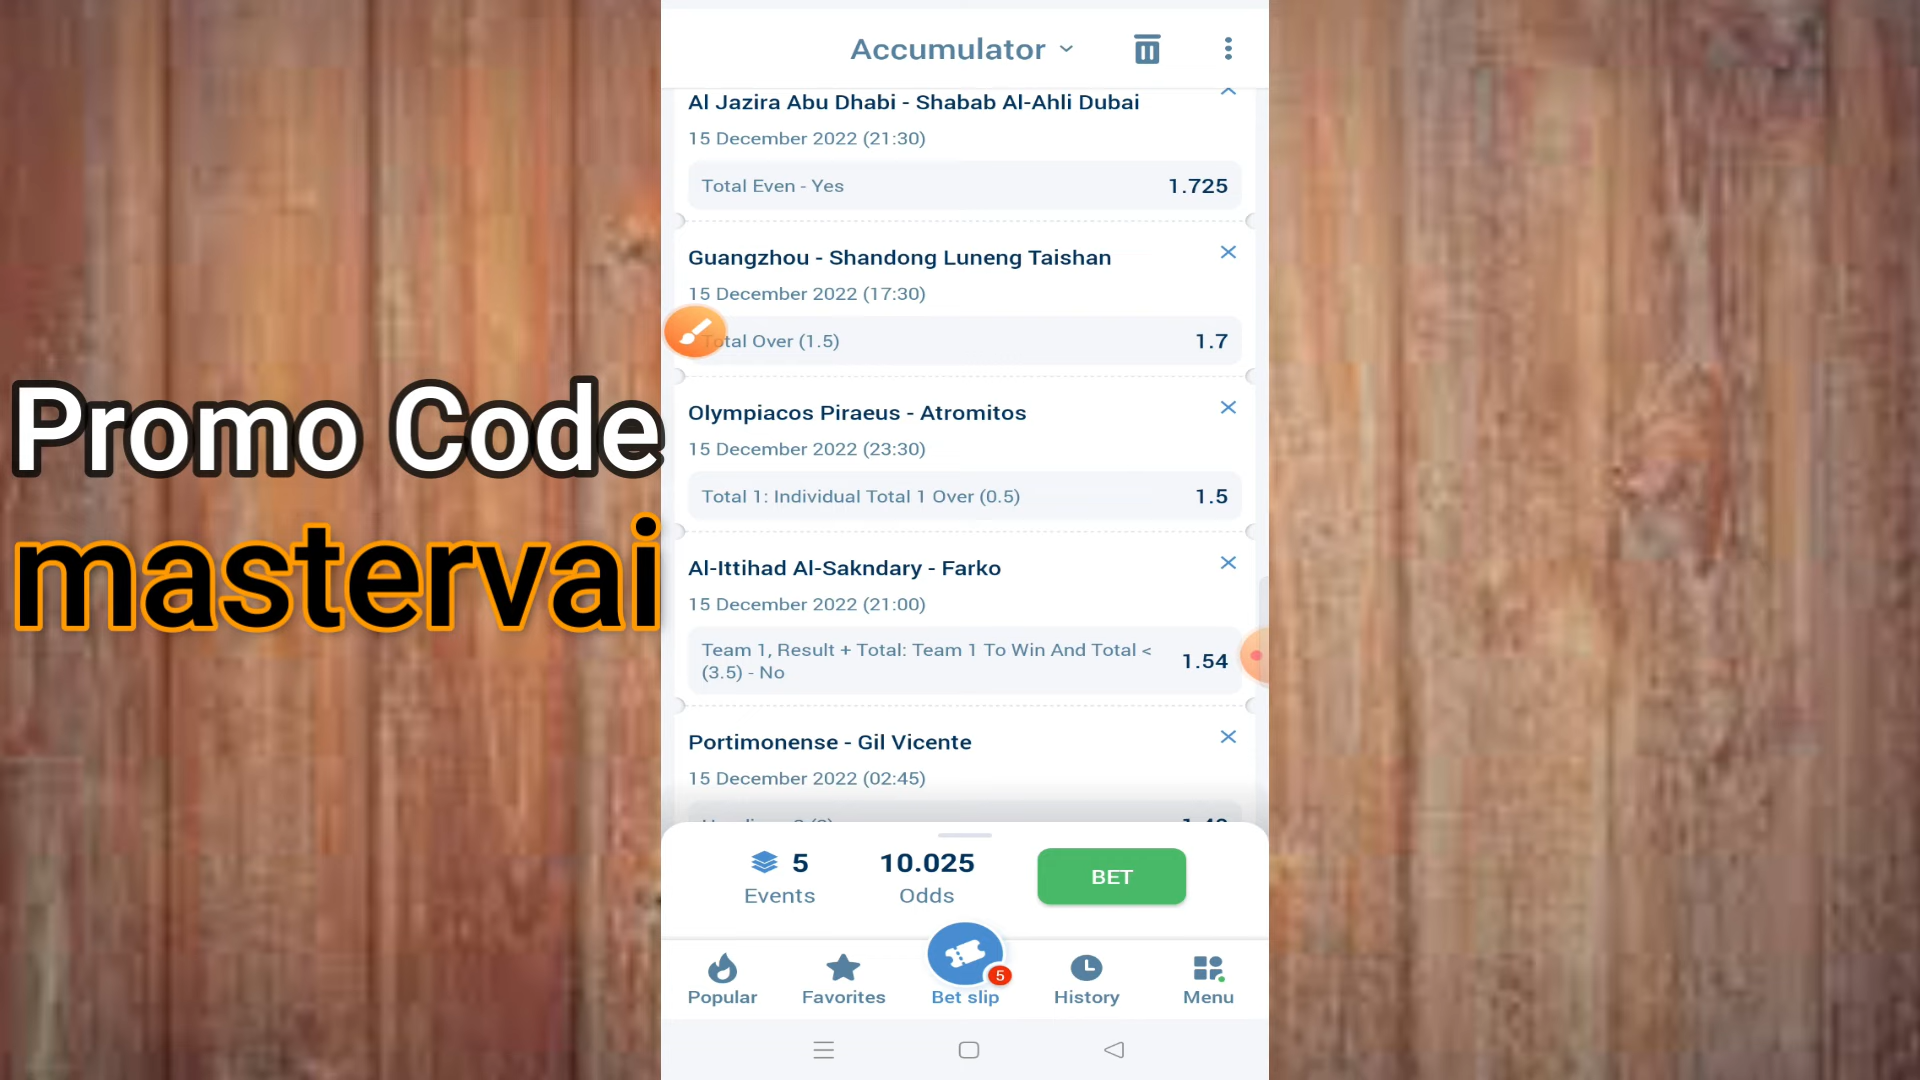 Accumulator
Al Jazira Abu Dhabi - Shabab Al-Ahli Dubai
15 December 2022 (21:30)
Total Even - Yes 1.725
Guangzhou - Shandong Luneng Taishan
15 December 2022 (17:30)
otal Over (1.5) 1.7
Olympiacos Piraeus - Atromitos
15 December 2022 (23:30)
Total 1: Individual Total 1 Over (0.5) 1.5
Al-Ittihad Al-Sakndary - Farko
15 December 2022 (21:00)
Team 1, Result + Total: Team 1 To Win And Total <
(3.5) - No 1.54
Portimonense - Gil Vicente
15 December 2022 (02:45)
5 10.025 BET
Events Odds
5
Popular Favorites Bet slip History Menu
Promo Code
mastervai